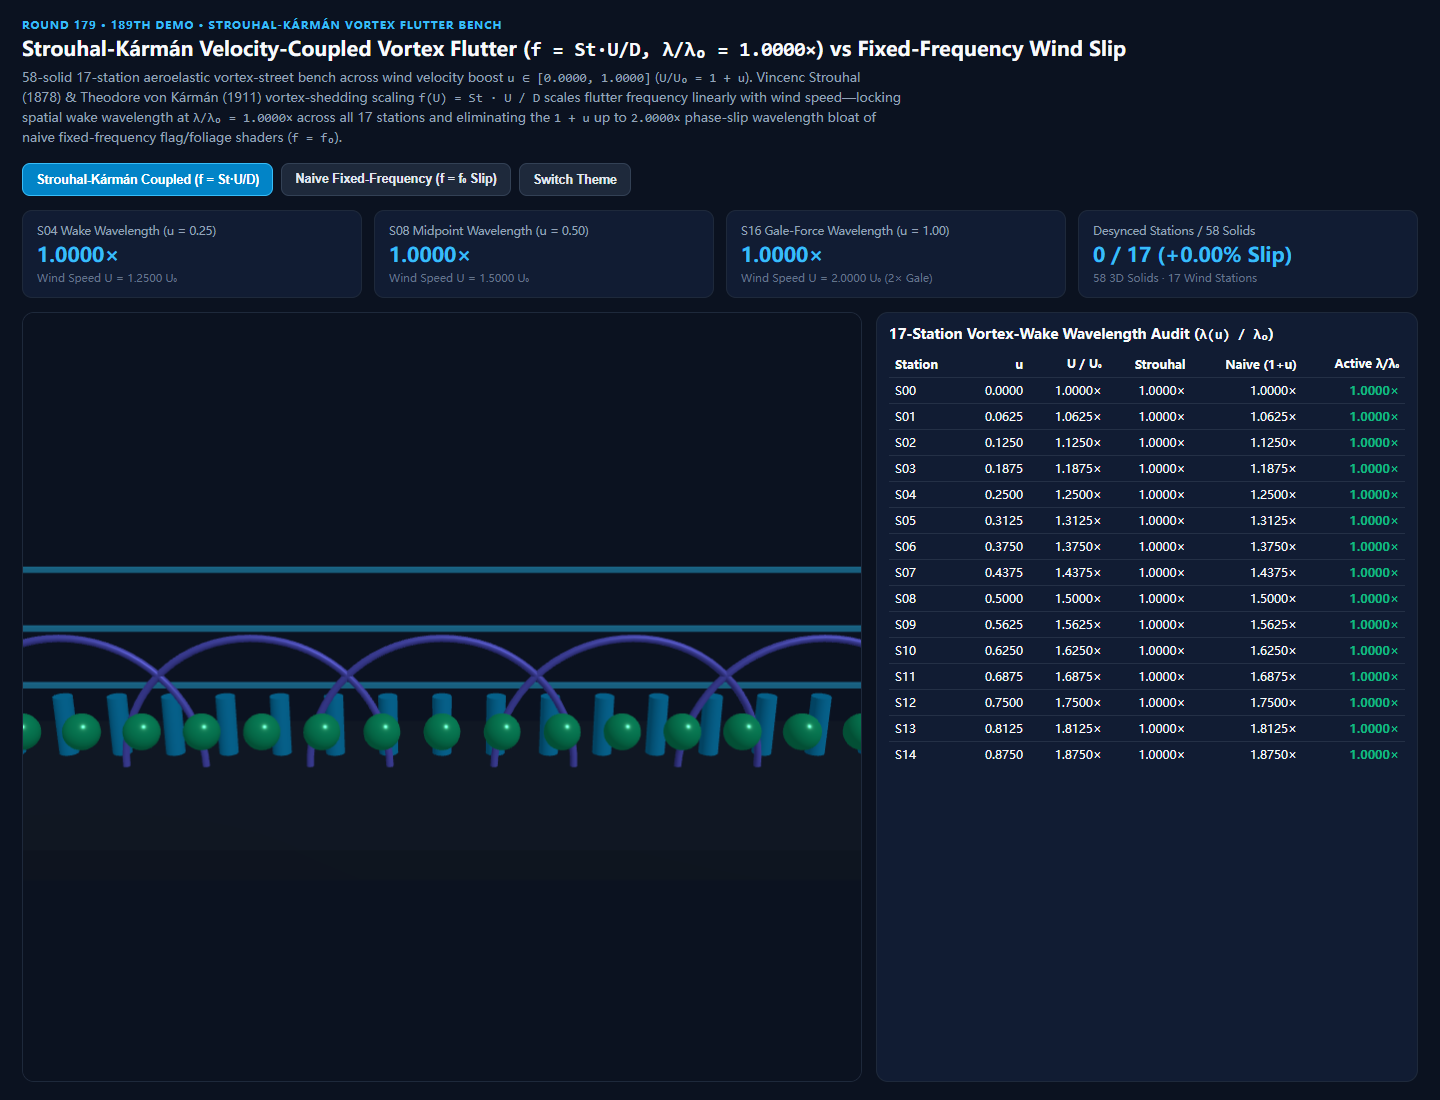 ROUND 179 • 189TH DEMO • STROUHAL-KÁRMÁN VORTEX FLUTTER BENCH
Strouhal-Kármán Velocity-Coupled Vortex Flutter (f = St·U/D, λ/λ₀ = 1.0000×) vs Fixed-Frequency Wind Slip
58-solid 17-station aeroelastic vortex-street bench across wind velocity boost u ∈ [0.0000, 1.0000] (U/U₀ = 1 + u). Vincenc Strouhal
(1878) & Theodore von Kármán (1911) vortex-shedding scaling f(U) = St · U / D scales flutter frequency linearly with wind speed—locking
spatial wake wavelength at λ/λ₀ = 1.0000× across all 17 stations and eliminating the 1 + u up to 2.0000× phase-slip wavelength bloat of
naive fixed-frequency flag/foliage shaders (f = f₀).
Strouhal-Kármán Coupled (f = St·U/D) Naive Fixed-Frequency (f = f₀ Slip) Switch Theme
S04 Wake Wavelength (u = 0.25)
1.0000×
Wind Speed U = 1.2500 U₀
S08 Midpoint Wavelength (u = 0.50)
1.0000×
Wind Speed U = 1.5000 U₀
S16 Gale-Force Wavelength (u = 1.00)
1.0000×
Wind Speed U = 2.0000 U₀ (2× Gale)
Desynced Stations / 58 Solids
0 / 17 (+0.00% Slip)
58 3D Solids · 17 Wind Stations
17-Station Vortex-Wake Wavelength Audit (λ(u) / λ₀)
Station u U / U₀ Strouhal Naive (1+u) Active λ/λ₀
S00 0.0000 1.0000× 1.0000× 1.0000× 1.0000×
S01 0.0625 1.0625× 1.0000× 1.0625× 1.0000×
S02 0.1250 1.1250× 1.0000× 1.1250× 1.0000×
S03 0.1875 1.1875× 1.0000× 1.1875× 1.0000×
S04 0.2500 1.2500× 1.0000× 1.2500× 1.0000×
S05 0.3125 1.3125× 1.0000× 1.3125× 1.0000×
S06 0.3750 1.3750× 1.0000× 1.3750× 1.0000×
S07 0.4375 1.4375× 1.0000× 1.4375× 1.0000×
S08 0.5000 1.5000× 1.0000× 1.5000× 1.0000×
S09 0.5625 1.5625× 1.0000× 1.5625× 1.0000×
S10 0.6250 1.6250× 1.0000× 1.6250× 1.0000×
S11 0.6875 1.6875× 1.0000× 1.6875× 1.0000×
S12 0.7500 1.7500× 1.0000× 1.7500× 1.0000×
S13 0.8125 1.8125× 1.0000× 1.8125× 1.0000×
S14 0.8750 1.8750× 1.0000× 1.8750× 1.0000×